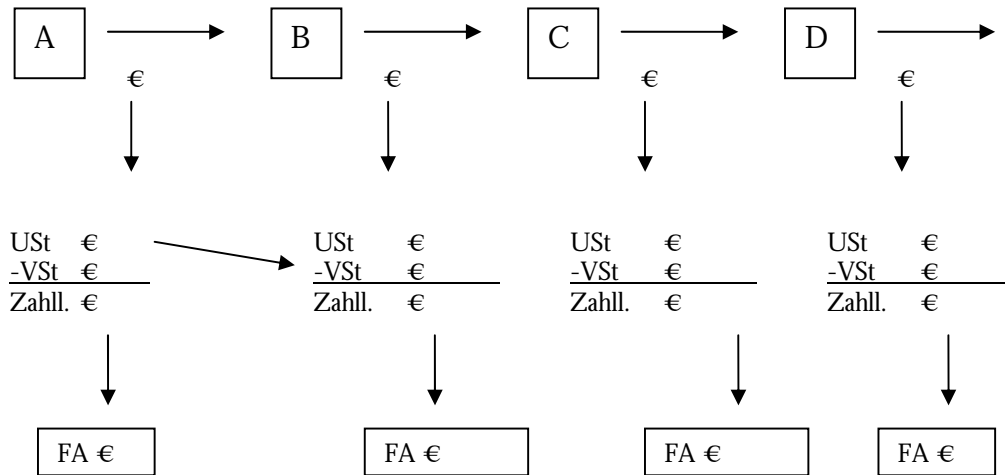 A B C D
€ € € €
USt € USt € USt € USt €
-VSt € -VSt € -VSt € -VSt €
Zahll. € Zahll. € Zahll. € Zahll. €
FA € FA € FA € FA €